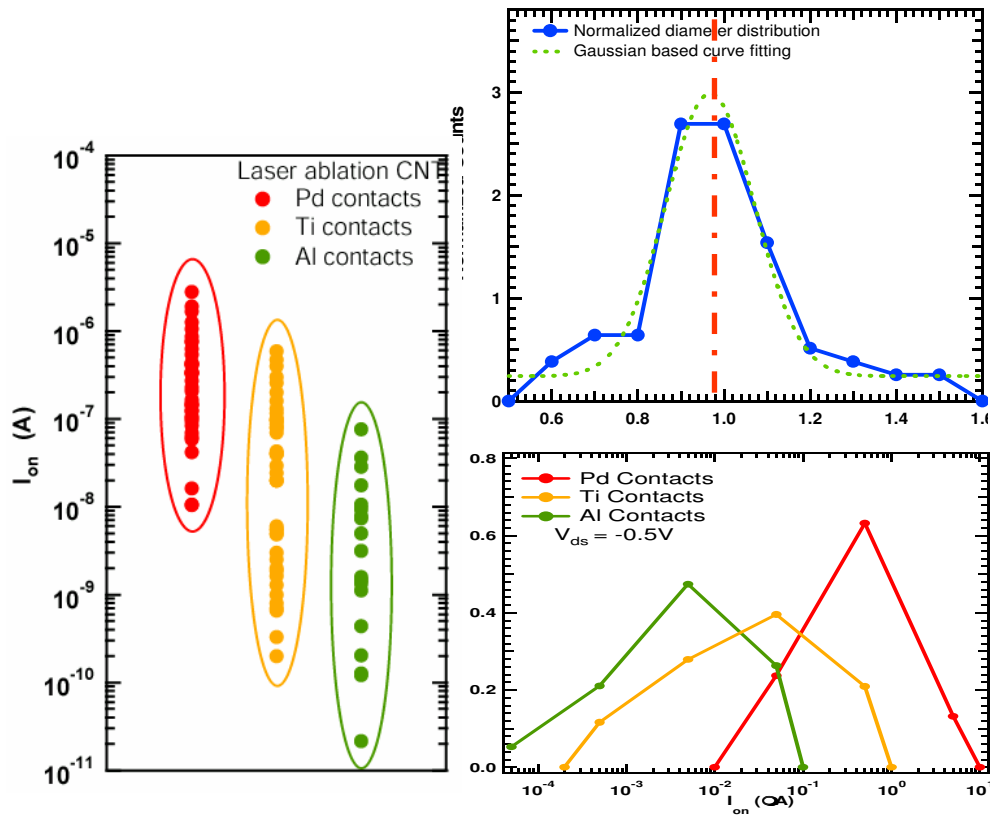 Laser ablation CNT
Pd contacts
Ti contacts
Al contacts
10⁻⁴
10⁻⁵
10⁻⁶
10⁻⁷
10⁻⁸
10⁻⁹
10⁻¹⁰
10⁻¹¹
I_on (A)
Normalized diameter distribution
Gaussian based curve fitting
3
2
1
0
0.6 0.8 1.0 1.2 1.4 1.6
Pd Contacts
Ti Contacts
Al Contacts
V_ds = -0.5V
0.8
0.6
0.4
0.2
0.0
10⁻⁴ 10⁻³ 10⁻² 10⁻¹ 10⁰
I_on